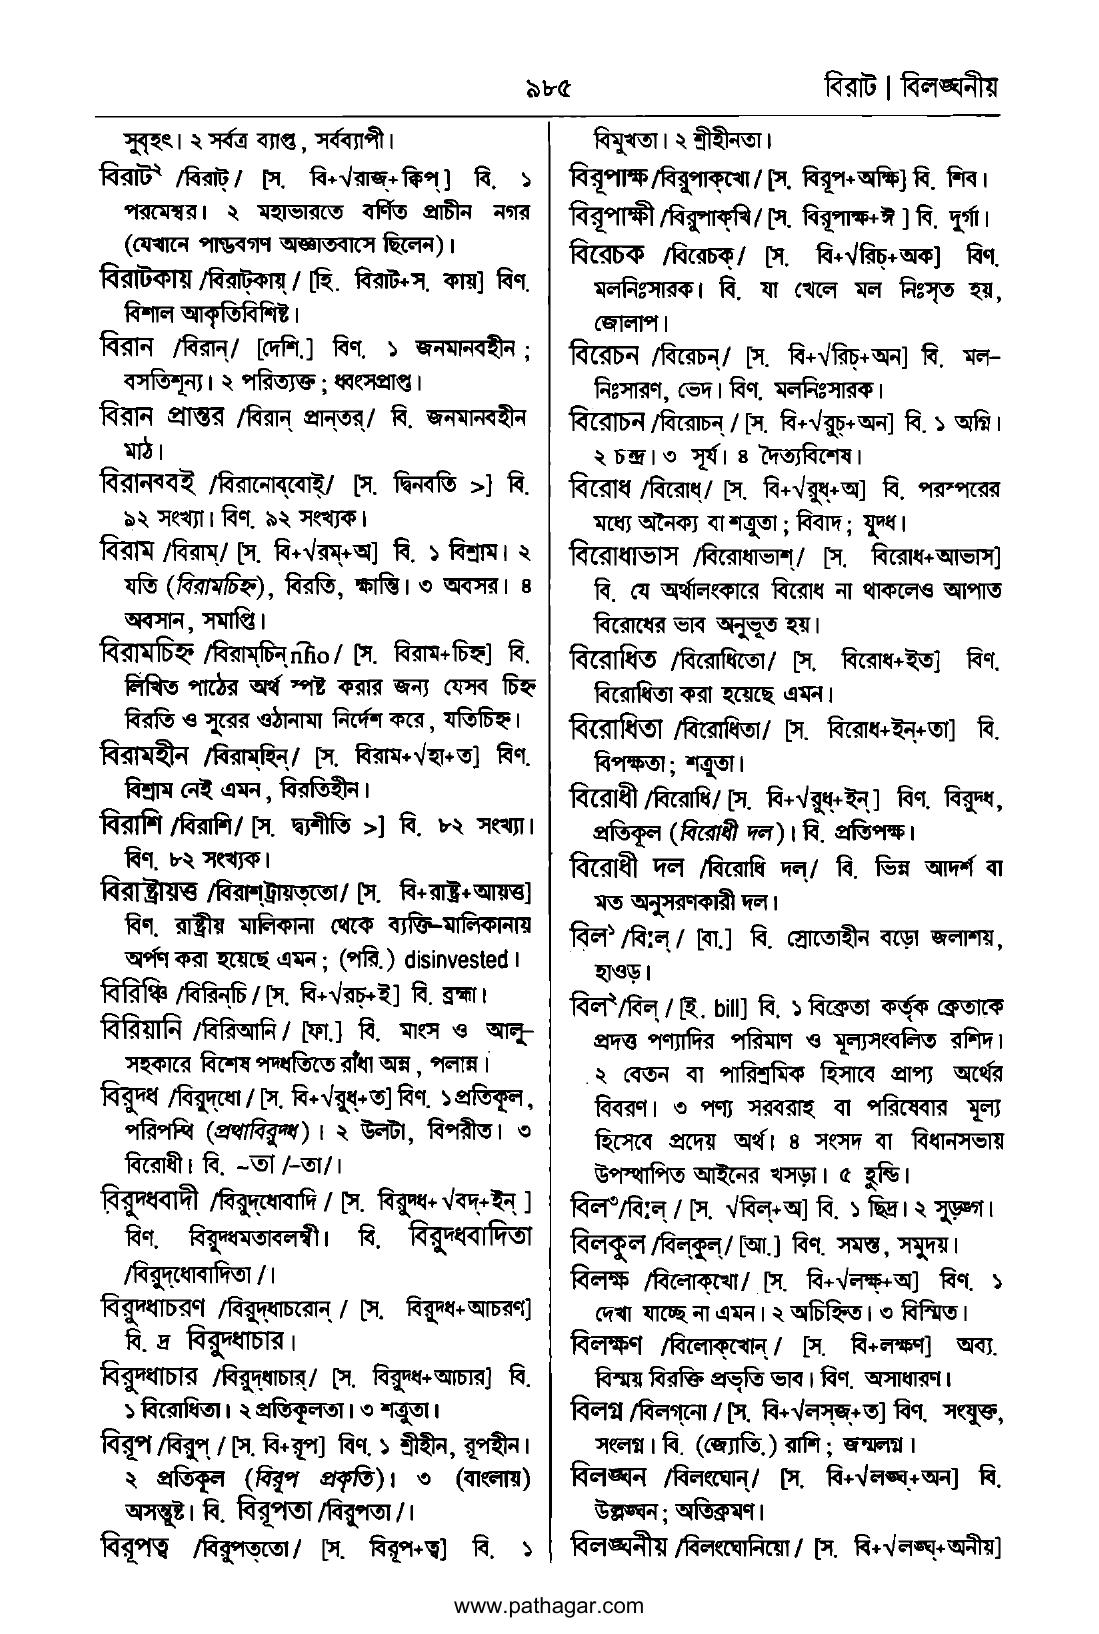 ৯৮৫
বিরাট | বিলঙ্ঘনীয়
সুবৃহৎ। ২ সর্বত্র ব্যাপ্ত, সর্বব্যাপী।
বিরাট২ /বিরাট্/ [স. বি+√রাজ্+ক্বিপ্] বি. ১
পরমেশ্বর। ২ মহাভারতে বর্ণিত প্রাচীন নগর
(যেখানে পাণ্ডবগণ অজ্ঞাতবাসে ছিলেন)।
বিরাটকায় /বিরাট্‌কায়্/ [হি. বিরাট+স. কায়] বিণ.
বিশাল আকৃতিবিশিষ্ট।
বিরান /বিরান্/ [দেশি.] বিণ. ১ জনমানবহীন;
বসতিশূন্য। ২ পরিত্যক্ত; ধ্বংসপ্রাপ্ত।
বিরান প্রান্তর /বিরান্ প্রান্‌তর্/ বি. জনমানবহীন
মাঠ।
বিরানব্বই /বিরানোব্‌বোই্/ [স. দ্বিনবতি >] বি.
৯২ সংখ্যা। বিণ. ৯২ সংখ্যক।
বিরাম /বিরাম্/ [স. বি+√রম্+অ] বি. ১ বিশ্রাম। ২
যতি (বিরামচিহ্ন), বিরতি, ক্ষান্তি। ৩ অবসর। ৪
অবসান, সমাপ্তি।
বিরামচিহ্ন /বিরাম্‌চিন্‌nɦo/ [স. বিরাম+চিহ্ন] বি.
লিখিত পাঠের অর্থ স্পষ্ট করার জন্য যেসব চিহ্ন
বিরতি ও সুরের ওঠানামা নির্দেশ করে, যতিচিহ্ন।
বিরামহীন /বিরাম্‌হিন্/ [স. বিরাম+√হা+ত] বিণ.
বিশ্রাম নেই এমন, বিরতিহীন।
বিরাশি /বিরাশি/ [স. দ্ব্যশীতি >] বি. ৮২ সংখ্যা।
বিণ. ৮২ সংখ্যক।
বিরাষ্ট্রায়ত্ত /বিরাশ্‌ট্রায়ত্‌তো/ [স. বি+রাষ্ট্র+আয়ত্ত]
বিণ. রাষ্ট্রীয় মালিকানা থেকে ব্যক্তি-মালিকানায়
অর্পণ করা হয়েছে এমন; (পরি.) disinvested।
বিরিঞ্চি /বিরিন্‌চি/ [স. বি+√রচ্+ই] বি. ব্রহ্মা।
বিরিয়ানি /বিরিআনি/ [ফা.] বি. মাংস ও আলু-
সহকারে বিশেষ পদ্ধতিতে রাঁধা অন্ন, পলান্ন।
বিরুদ্ধ /বিরুদ্‌ধো/ [স. বি+√রুধ্+ত] বিণ. ১ প্রতিকূল,
পরিপন্থি (প্রথাবিরুদ্ধ)। ২ উলটা, বিপরীত। ৩
বিরোধী। বি. -তা /-তা/।
বিরুদ্ধবাদী /বিরুদ্‌ধোবাদি/ [স. বিরুদ্ধ+√বদ্+ইন্]
বিণ. বিরুদ্ধমতাবলম্বী। বি. বিরুদ্ধবাদিতা
/বিরুদ্‌ধোবাদিতা/।
বিরুদ্ধাচরণ /বিরুদ্‌ধাচরোন্/ [স. বিরুদ্ধ+আচরণ]
বি. দ্র বিরুদ্ধাচার।
বিরুদ্ধাচার /বিরুদ্‌ধাচার্/ [স. বিরুদ্ধ+আচার] বি.
১ বিরোধিতা। ২ প্রতিকূলতা। ৩ শত্রুতা।
বিরূপ /বিরুপ্/ [স. বি+রূপ] বিণ. ১ শ্রীহীন, রূপহীন।
২ প্রতিকূল (বিরূপ প্রকৃতি)। ৩ (বাংলায়)
অসন্তুষ্ট। বি. বিরূপতা /বিরুপতা/।
বিরূপত্ব /বিরুপত্‌তো/ [স. বিরূপ+ত্ব] বি. ১
বিমুখতা। ২ শ্রীহীনতা।
বিরূপাক্ষ /বিরুপাক্‌খো/ [স. বিরূপ+অক্ষি] বি. শিব।
বিরূপাক্ষী /বিরুপাক্‌খি/ [স. বিরূপাক্ষ+ঈ] বি. দুর্গা।
বিরেচক /বিরেচক্/ [স. বি+√রিচ্+অক] বিণ.
মলনিঃসারক। বি. যা খেলে মল নিঃসৃত হয়,
জোলাপ।
বিরেচন /বিরেচন্/ [স. বি+√রিচ্+অন] বি. মল-
নিঃসারণ, ভেদ। বিণ. মলনিঃসারক।
বিরোচন /বিরোচন্/ [স. বি+√রুচ্+অন] বি. ১ অগ্নি।
২ চন্দ্র। ৩ সূর্য। ৪ দৈত্যবিশেষ।
বিরোধ /বিরোধ্/ [স. বি+√রুধ্+অ] বি. পরস্পরের
মধ্যে অনৈক্য বা শত্রুতা; বিবাদ; যুদ্ধ।
বিরোধাভাস /বিরোধাভাশ্/ [স. বিরোধ+আভাস]
বি. যে অর্থালংকারে বিরোধ না থাকলেও আপাত
বিরোধের ভাব অনুভূত হয়।
বিরোধিত /বিরোধিতো/ [স. বিরোধ+ইত] বিণ.
বিরোধিতা করা হয়েছে এমন।
বিরোধিতা /বিরোধিতা/ [স. বিরোধ+ইন্+তা] বি.
বিপক্ষতা; শত্রুতা।
বিরোধী /বিরোধি/ [স. বি+√রুধ্+ইন্] বিণ. বিরুদ্ধ,
প্রতিকূল (বিরোধী দল)। বি. প্রতিপক্ষ।
বিরোধী দল /বিরোধি দল্/ বি. ভিন্ন আদর্শ বা
মত অনুসরণকারী দল।
বিল১ /বি:ল্/ [বা.] বি. স্রোতোহীন বড়ো জলাশয়,
হাওড়।
বিল২ /বিল্/ [ই. bill] বি. ১ বিক্রেতা কর্তৃক ক্রেতাকে
প্রদত্ত পণ্যাদির পরিমাণ ও মূল্যসংবলিত রশিদ।
২ বেতন বা পারিশ্রমিক হিসাবে প্রাপ্য অর্থের
বিবরণ। ৩ পণ্য সরবরাহ বা পরিষেবার মূল্য
হিসেবে প্রদেয় অর্থ। ৪ সংসদ বা বিধানসভায়
উপস্থাপিত আইনের খসড়া। ৫ হুন্ডি।
বিল৩ /বি:ল্/ [স. √বিল্+অ] বি. ১ ছিদ্র। ২ সুড়ঙ্গ।
বিলকুল /বিল্‌কুল্/ [আ.] বিণ. সমস্ত, সমুদয়।
বিলক্ষ /বিলোক্‌খো/ [স. বি+√লক্ষ্+অ] বিণ. ১
দেখা যাচ্ছে না এমন। ২ অচিহ্নিত। ৩ বিস্মিত।
বিলক্ষণ /বিলোক্‌খোন্/ [স. বি+লক্ষণ] অব্য.
বিস্ময় বিরক্তি প্রভৃতি ভাব। বিণ. অসাধারণ।
বিলগ্ন /বিলগ্‌নো/ [স. বি+√লস্‌জ্+ত] বিণ. সংযুক্ত,
সংলগ্ন। বি. (জ্যোতি.) রাশি; জন্মলগ্ন।
বিলঙ্ঘন /বিলংঘোন্/ [স. বি+√লঙ্ঘ্+অন] বি.
উল্লঙ্ঘন; অতিক্রমণ।
বিলঙ্ঘনীয় /বিলংঘোনিয়ো/ [স. বি+√লঙ্ঘ্+অনীয়]
www.pathagar.com